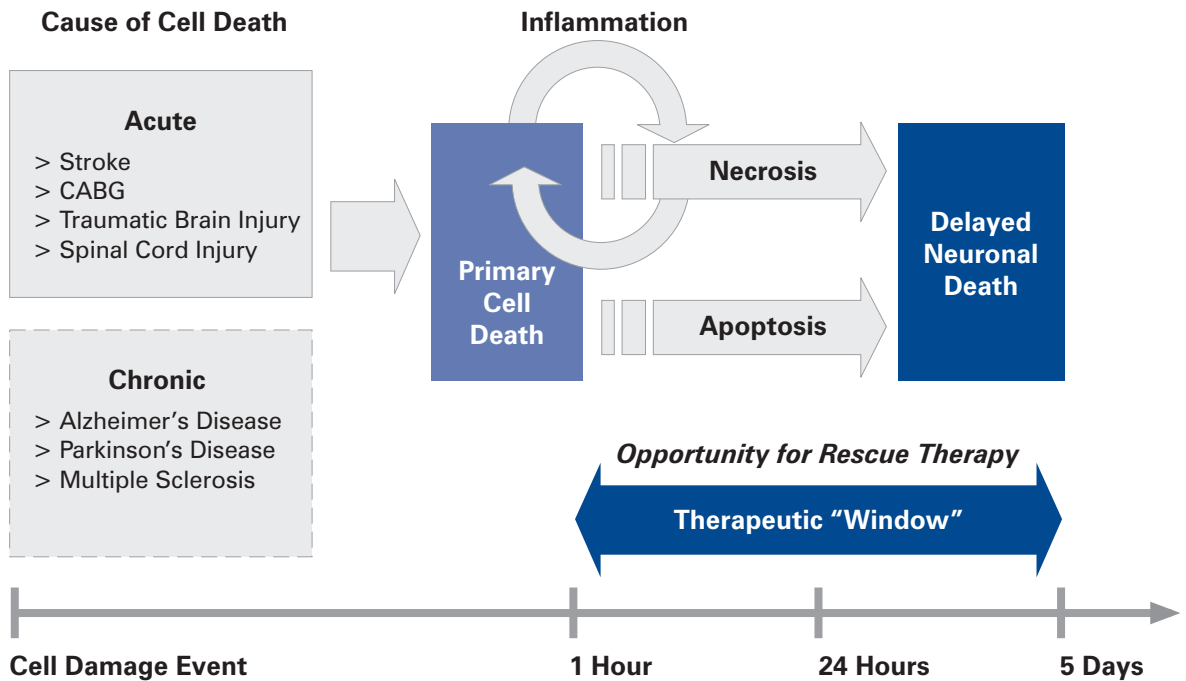 Cause of Cell Death
Inflammation
Acute
> Stroke
> CABG
> Traumatic Brain Injury
> Spinal Cord Injury
Chronic
> Alzheimer’s Disease
> Parkinson’s Disease
> Multiple Sclerosis
Primary
Cell
Death
Necrosis
Apoptosis
Delayed
Neuronal
Death
Opportunity for Rescue Therapy
Therapeutic “Window”
Cell Damage Event
1 Hour
24 Hours
5 Days